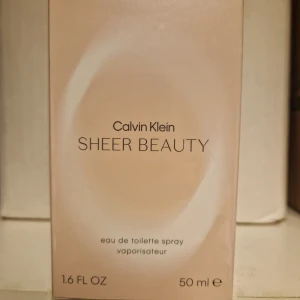 Calvin Klein
SHEER BEAUTY
eau de toilette spray
vaporisateur
1.6 FL OZ 50 ml e